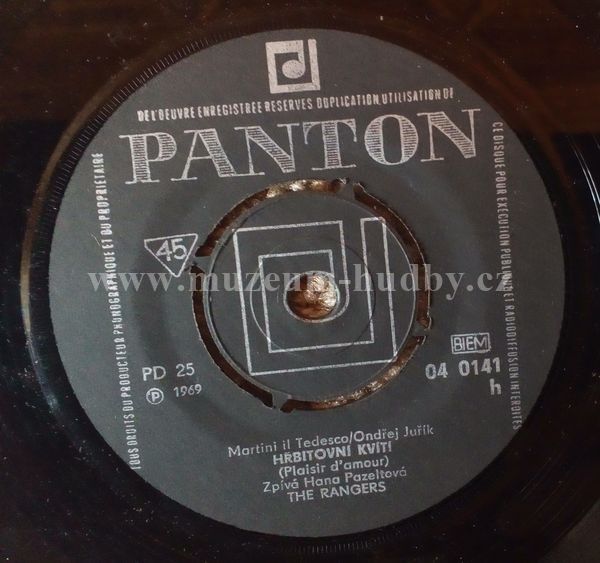 DE L'OEUVRE ENREGISTRÉE RESERVES DUPLICATION, UTILISATION DE
PANTON
TOUS DROITS DU PRODUCTEUR PHONOGRAPHIQUE ET DU PROPRIETAIRE
CE DISQUE POUR EXECUTION PUBLIQUE ET RADIODIFFUSION INTERDITES
45
www.muzeum-hudby.cz
PD 25
BIEM
04 0141
P 1969
h
Martini il Tedesco/Ondřej Juřík
HŘBITOVNÍ KVÍTÍ
(Plaisir d'amour)
Zpívá Hana Pazeltová
THE RANGERS